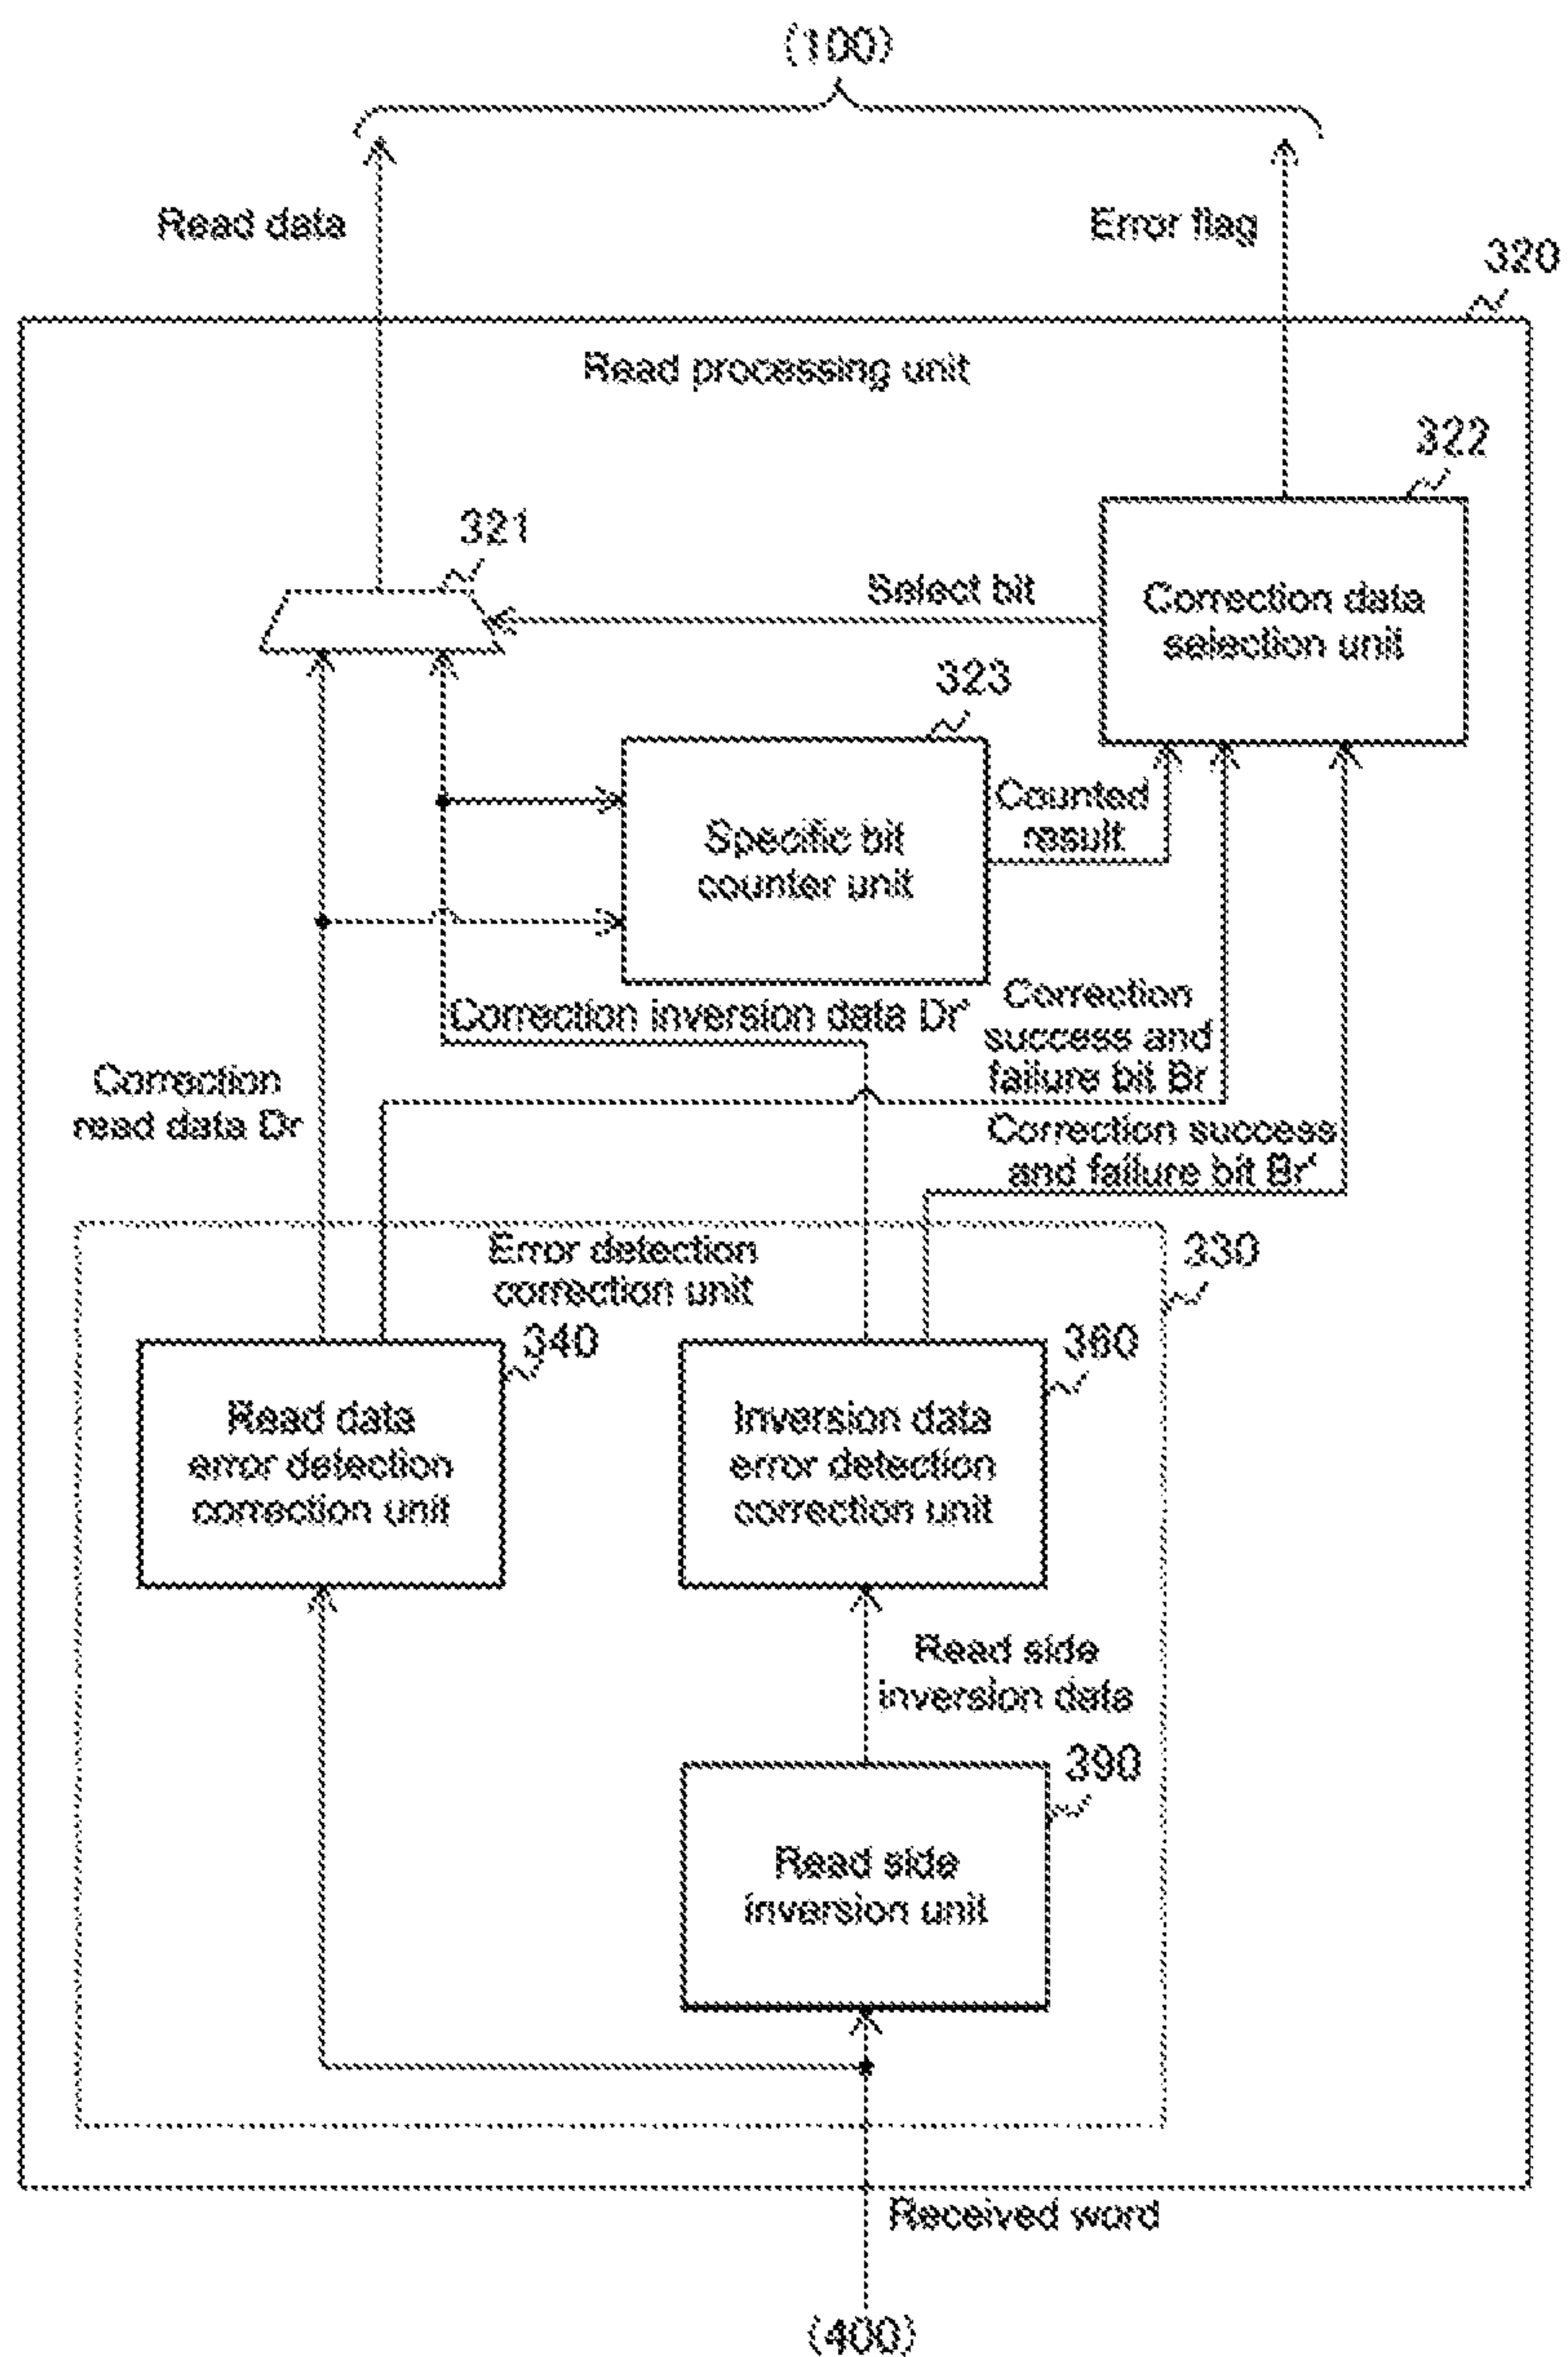 (100)
Read data
Error flag
320
Read processing unit
322
321
Select bit
Correction data
selection unit
323
Counted
result
Specific bit
counter unit
Correction inversion data Dr'
Correction
success and
failure bit Br
Correction
read data Dr
Correction success
and failure bit Br'
Error detection
correction unit
330
340
360
Read data
error detection
correction unit
Inversion data
error detection
correction unit
Read side
inversion data
390
Read side
inversion unit
Received word
(400)